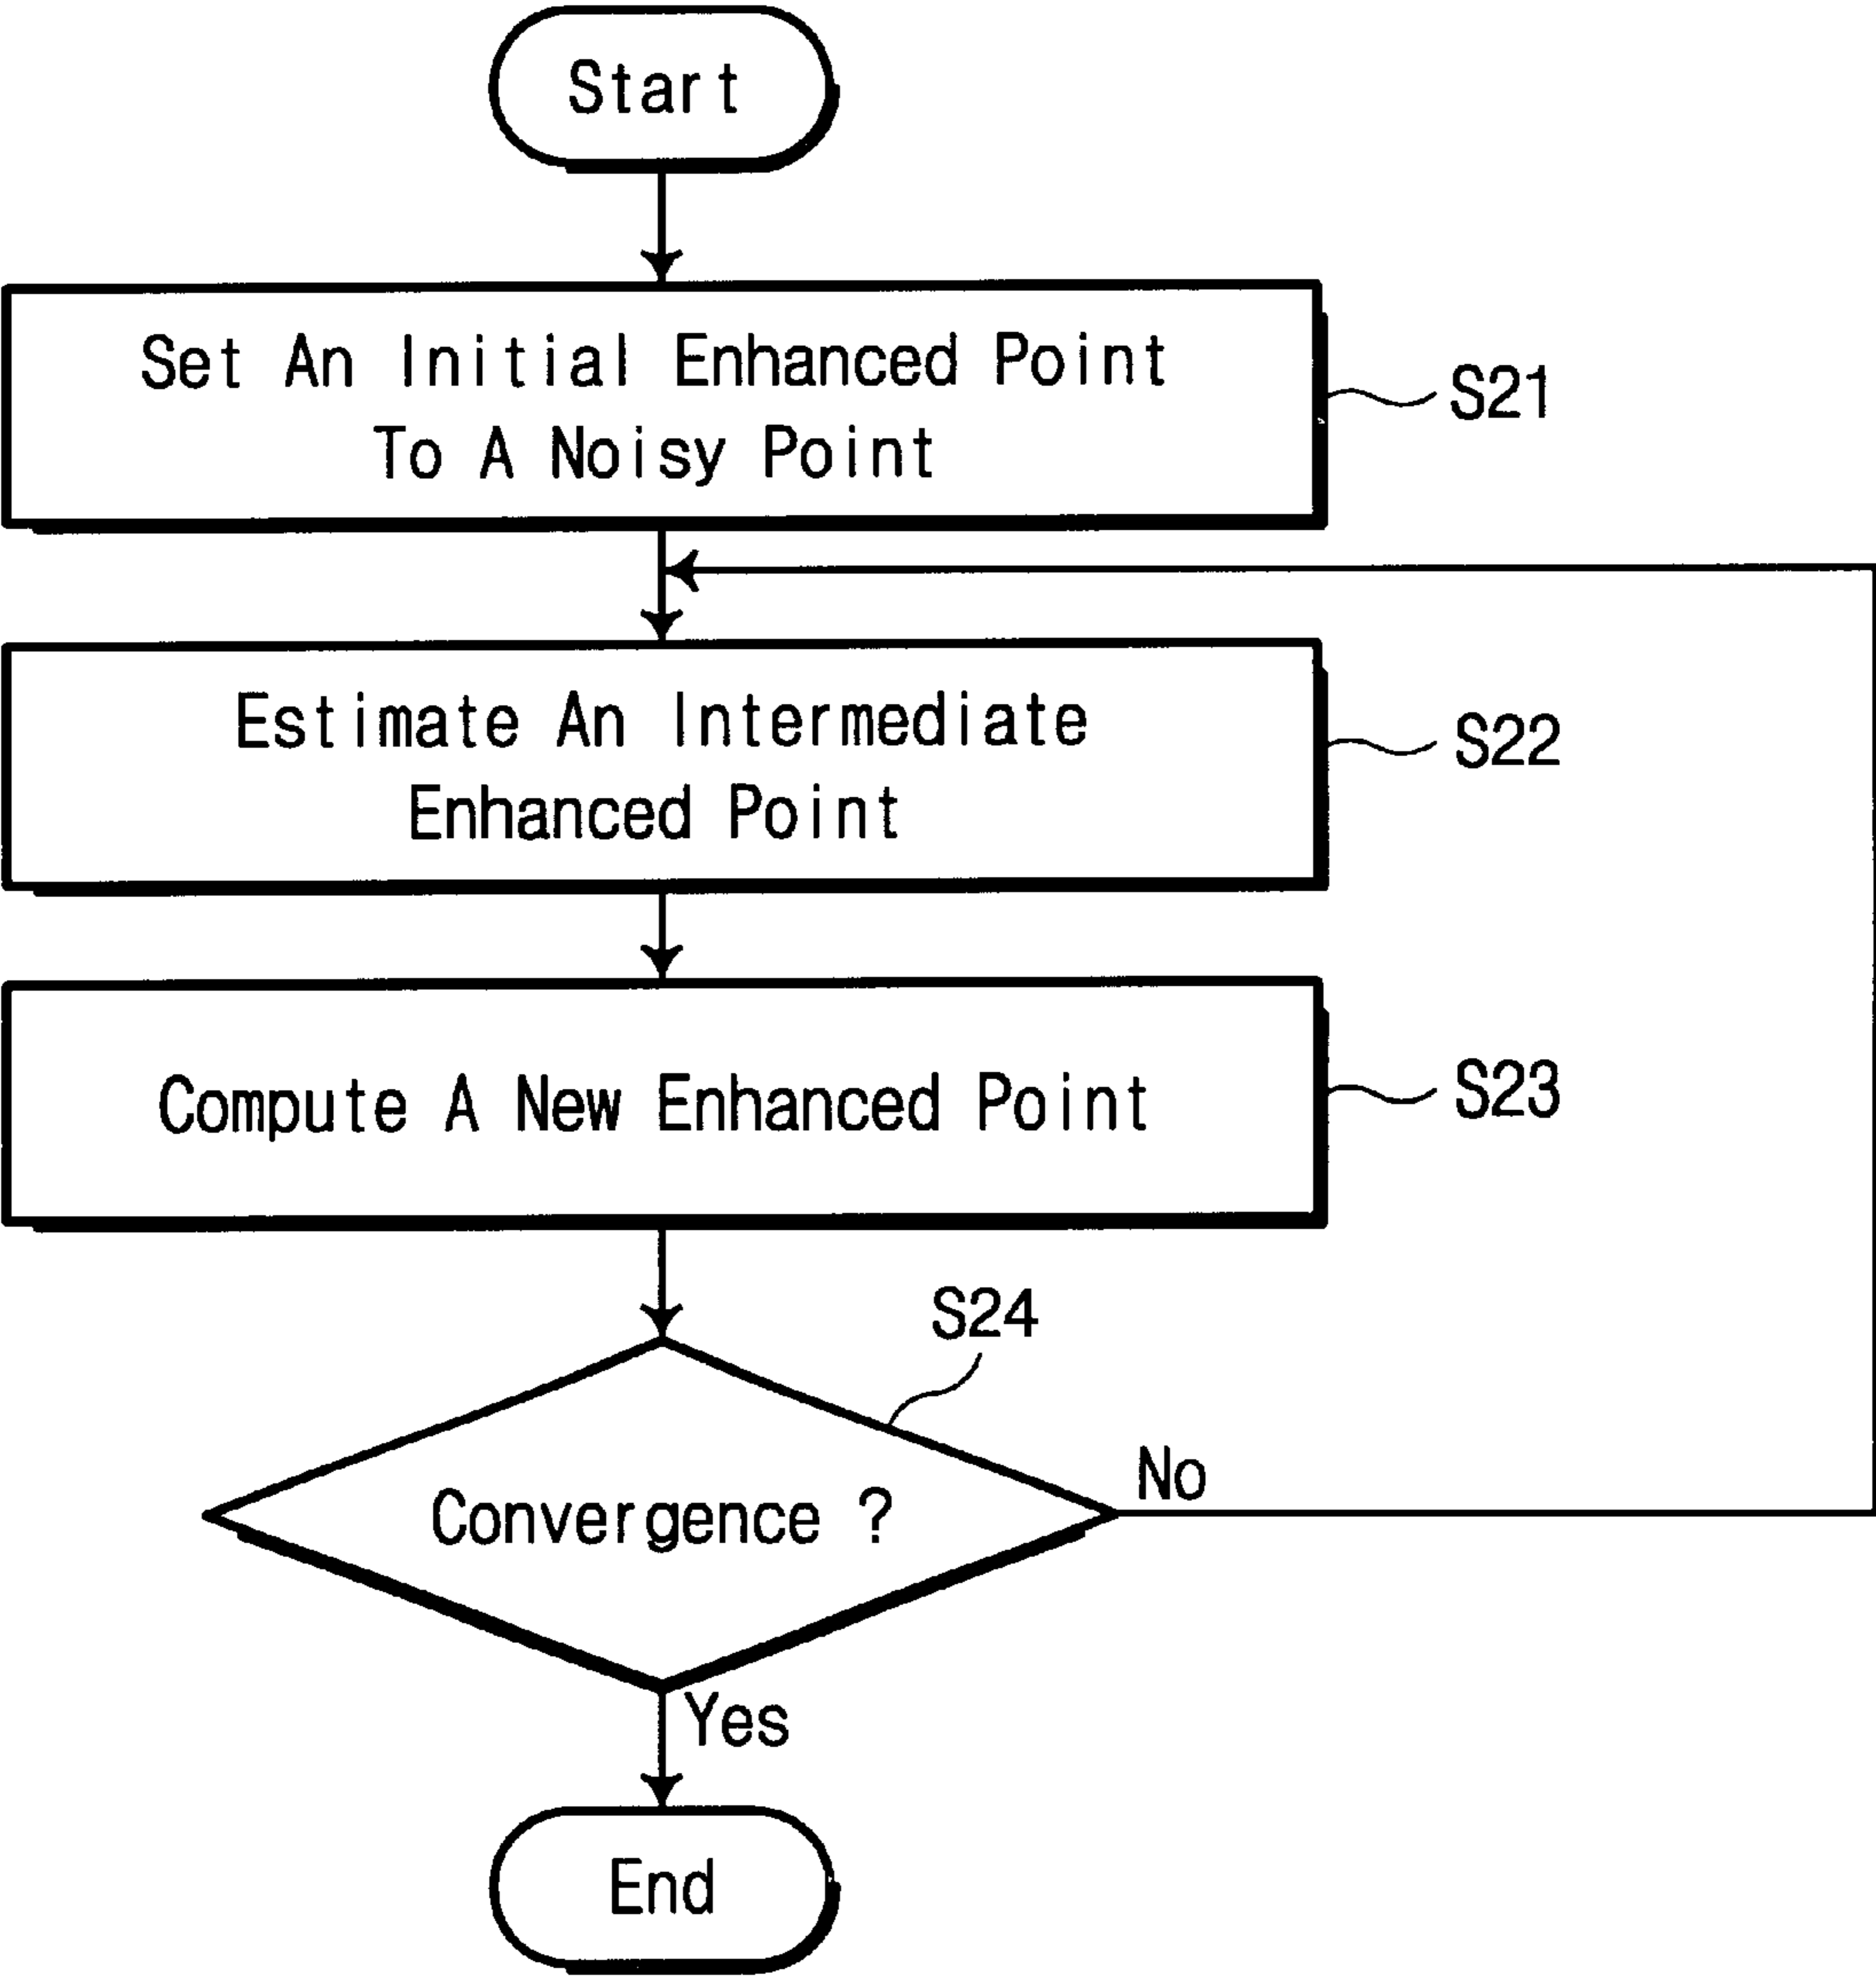 Start
Set An Initial Enhanced Point
To A Noisy Point
S21
Estimate An Intermediate
Enhanced Point
S22
Compute A New Enhanced Point
S23
S24
Convergence ?
No
Yes
End